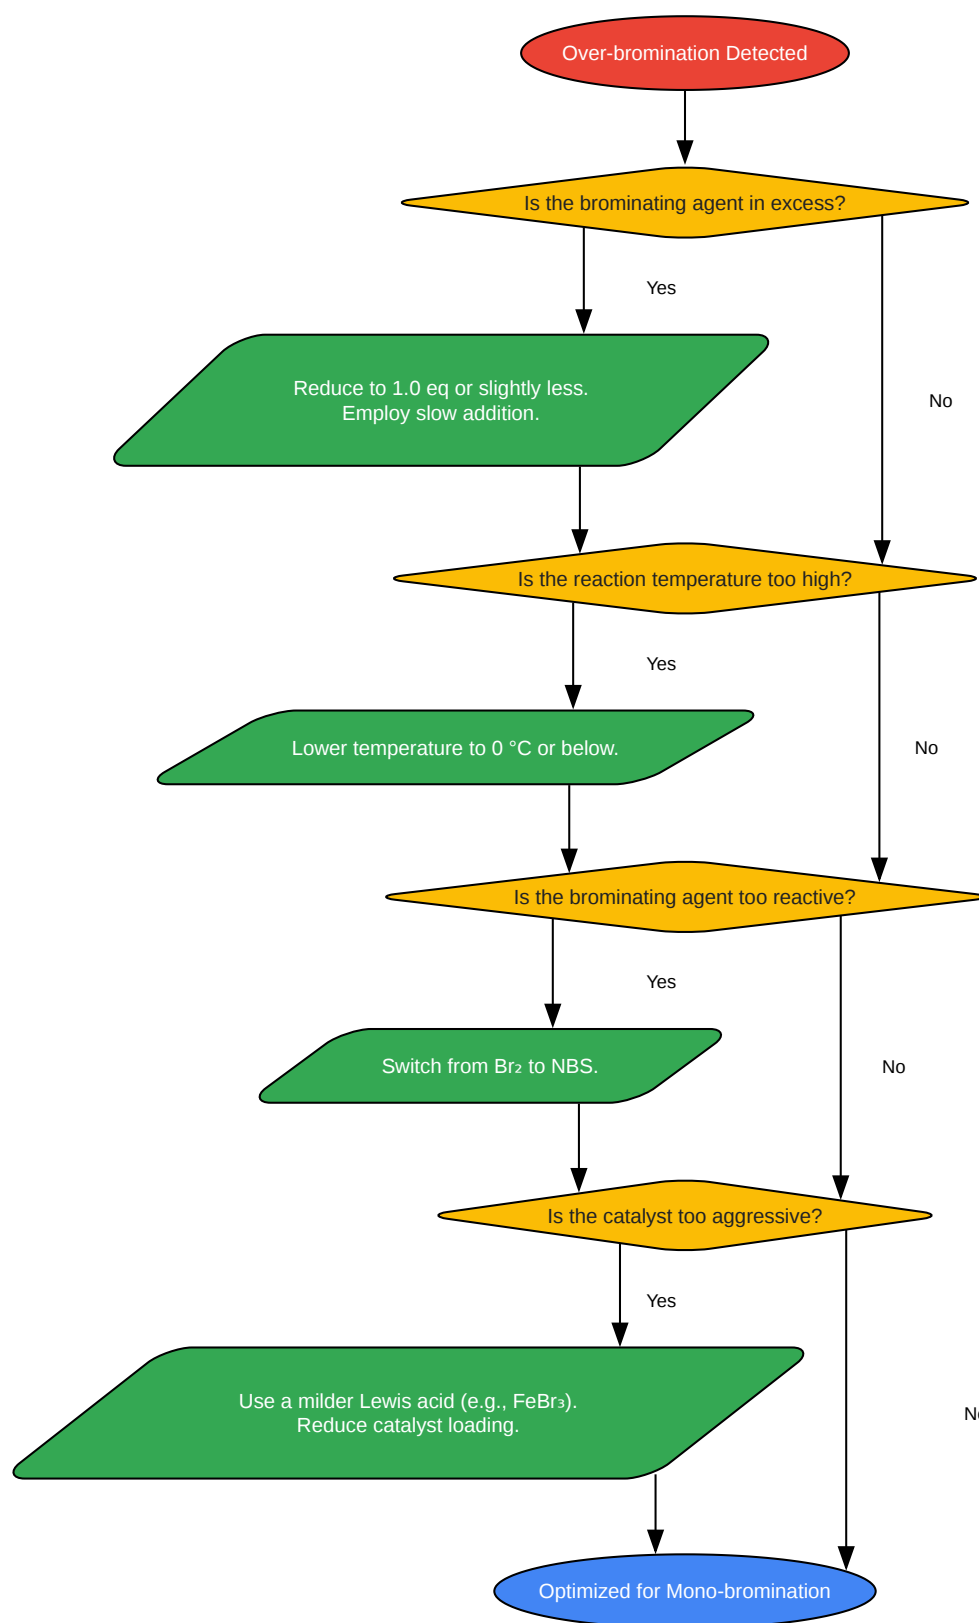 Over-bromination Detected
Is the brominating agent in excess?
Yes
Reduce to 1.0 eq or slightly less.
Employ slow addition.
No
Is the reaction temperature too high?
Yes
Lower temperature to 0 °C or below.
No
Is the brominating agent too reactive?
Yes
Switch from Br₂ to NBS.
No
Is the catalyst too aggressive?
Yes
Use a milder Lewis acid (e.g., FeBr₃).
Reduce catalyst loading.
No
Optimized for Mono-bromination